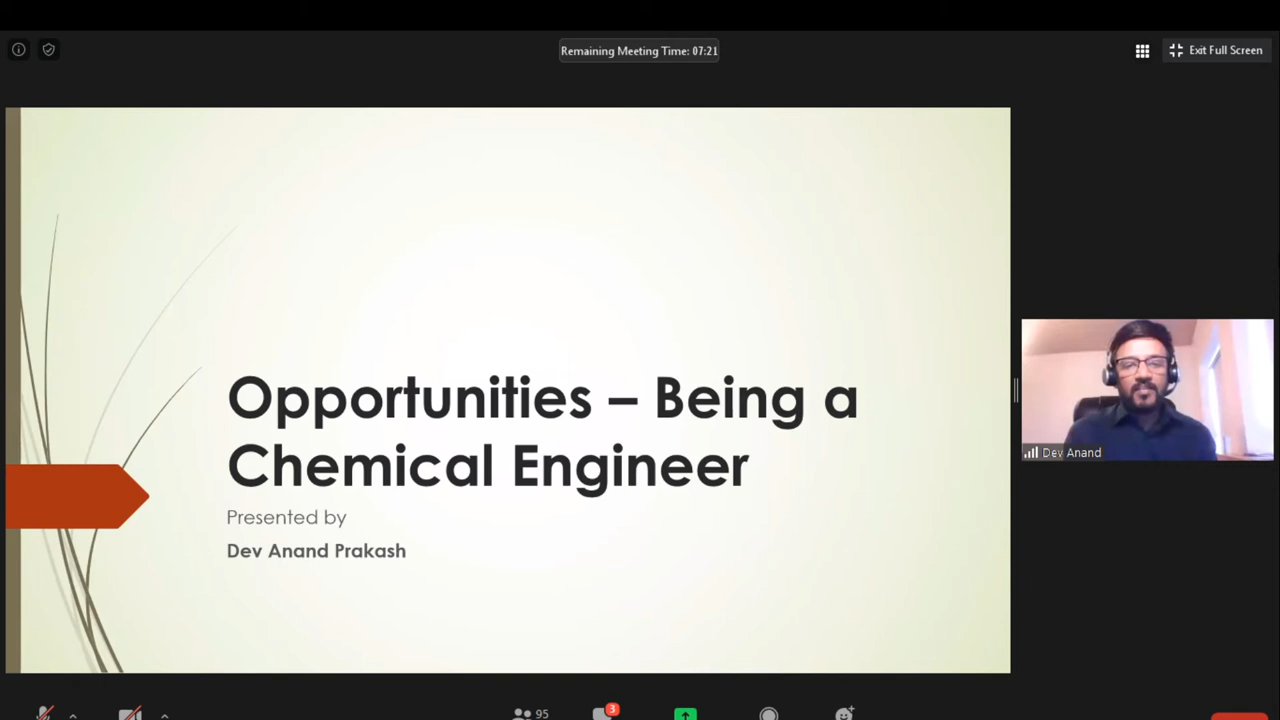 Remaining Meeting Time: 07:21
Exit Full Screen
Opportunities – Being a
Chemical Engineer
Presented by
Dev Anand Prakash
Dev Anand
95
3